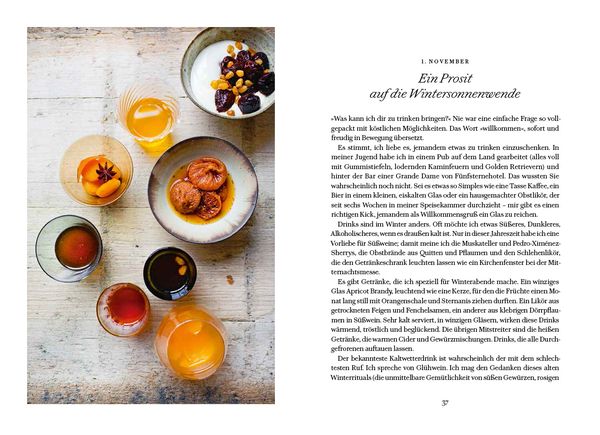 1. NOVEMBER
Ein Prosit
auf die Wintersonnenwende
»Was kann ich dir zu trinken bringen?« Nie war eine einfache Frage so voll-
gepackt mit köstlichen Möglichkeiten. Das Wort »willkommen«, sofort und
freudig in Bewegung übersetzt.
Es stimmt, ich liebe es, jemandem etwas zu trinken einzuschenken. In
meiner Jugend habe ich in einem Pub auf dem Land gearbeitet (alles voll
mit Gummistiefeln, lodernden Kaminfeuern und Golden Retrievern) und
hinter der Bar einer Grande Dame von Fünfsternehotel. Das wussten Sie
wahrscheinlich noch nicht. Sei es etwas so Simples wie eine Tasse Kaffee, ein
Bier in einem kleinen, eiskalten Glas oder ein hausgemachter Obstlikör, der
seit sechs Wochen in meiner Speisekammer durchzieht – mir gibt es einen
richtigen Kick, jemandem als Willkommensgruß ein Glas zu reichen.
Drinks sind im Winter anders. Oft möchte ich etwas Süßeres, Dunkleres,
Alkoholischeres, wenn es draußen kalt ist. Nur in dieser Jahreszeit habe ich eine
Vorliebe für Süßweine; damit meine ich die Muskateller und Pedro-Ximénez-
Sherrys, die Obstbrände aus Quitten und Pflaumen und den Schlehenlikör,
die den Getränkeschrank leuchten lassen wie ein Kirchenfenster bei der Mit-
ternachtsmesse.
Es gibt Getränke, die ich speziell für Winterabende mache. Ein winziges
Glas Apricot Brandy, leuchtend wie eine Kerze, für den die Früchte einen Mo-
nat lang still mit Orangenschale und Sternanis ziehen durften. Ein Likör aus
getrockneten Feigen und Fenchelsamen, ein anderer aus klebrigen Dörrpflau-
men in Süßwein. Sehr kalt serviert, in winzigen Gläsern, wirken diese Drinks
wärmend, tröstlich und beglückend. Die übrigen Mitstreiter sind die heißen
Getränke, die warmen Cider und Gewürzmischungen. Drinks, die alle Durch-
gefrorenen auftauen lassen.
Der bekannteste Kaltwetterdrink ist wahrscheinlich der mit dem schlech-
testen Ruf. Ich spreche von Glühwein. Ich mag den Gedanken dieses alten
Winterrituals (die unmittelbare Gemütlichkeit von süßen Gewürzen, rosigen
37